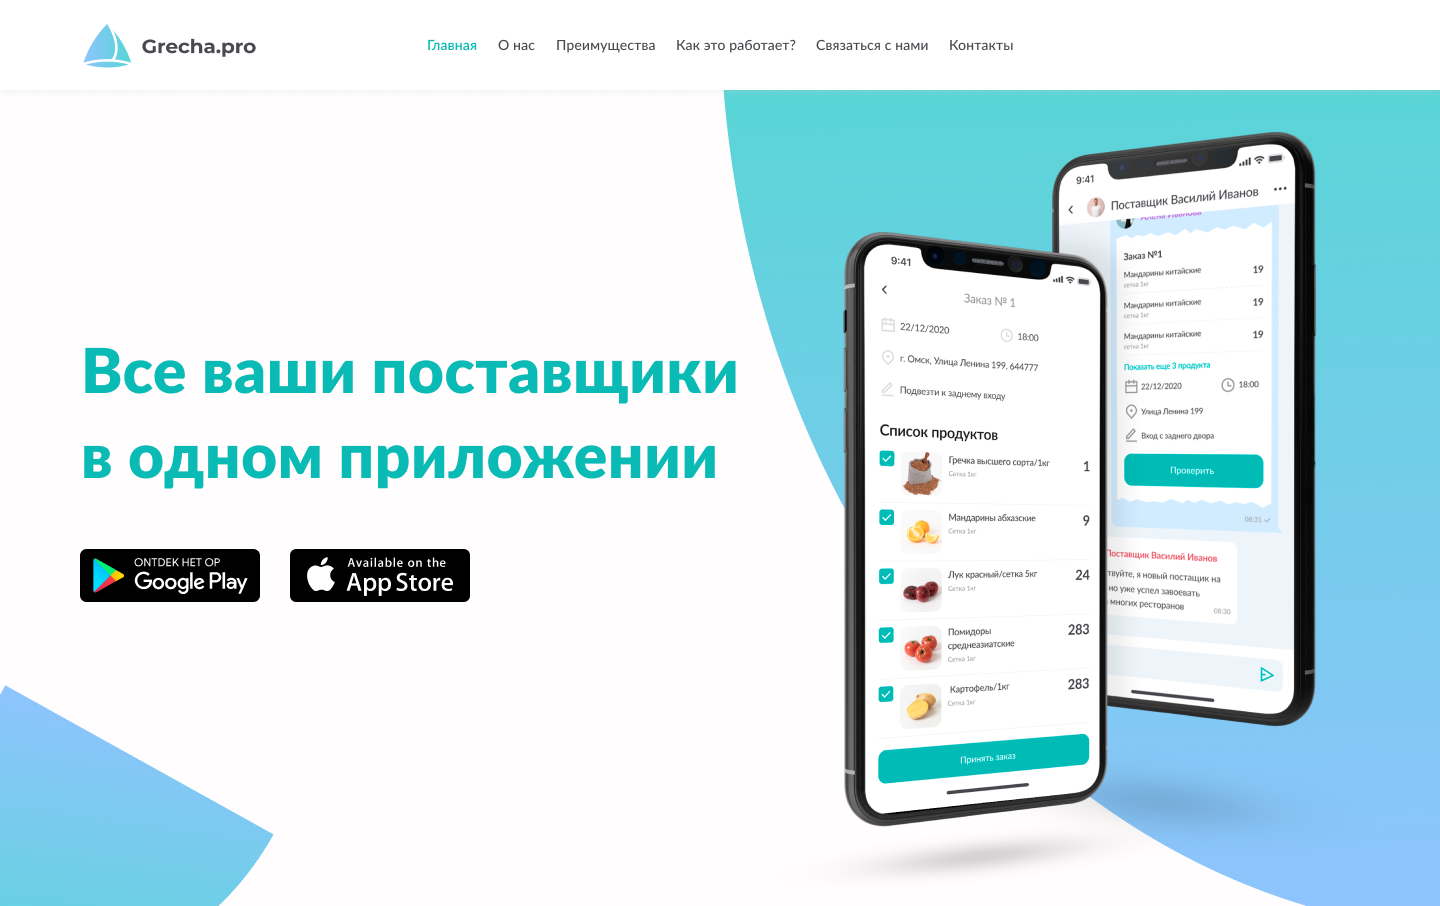 Grecha.pro
Главная
О нас
Преимущества
Как это работает?
Связаться с нами
Контакты
Все ваши поставщики
в одном приложении
ONTDEK HET OP
Google Play
Available on the
App Store
9:41
Заказ № 1
22/12/2020
18:00
г. Омск, Улица Ленина 199, 644777
Подвезти к заднему входу
Список продуктов
Гречка высшего сорта/1кг
1
Сетка 1кг
Мандарины абхазские
9
Сетка 1кг
Лук красный/сетка 5кг
24
Сетка 1кг
Помидоры
283
среднеазиатские
Сетка 1кг
Картофель/1кг
283
Сетка 1кг
Принять заказ
9:41
Поставщик Василий Иванов
Алена Иванова
Заказ №1
Мандарины китайские
19
сетка 1кг
Мандарины китайские
19
сетка 1кг
Мандарины китайские
19
сетка 1кг
Показать еще 3 продукта
22/12/2020
18:00
Улица Ленина 199
Вход с заднего двора
Проверить
08:31
Поставщик Василий Иванов
твуйте, я новый постащик на
но уже успел завоевать
многих ресторанов
08:30